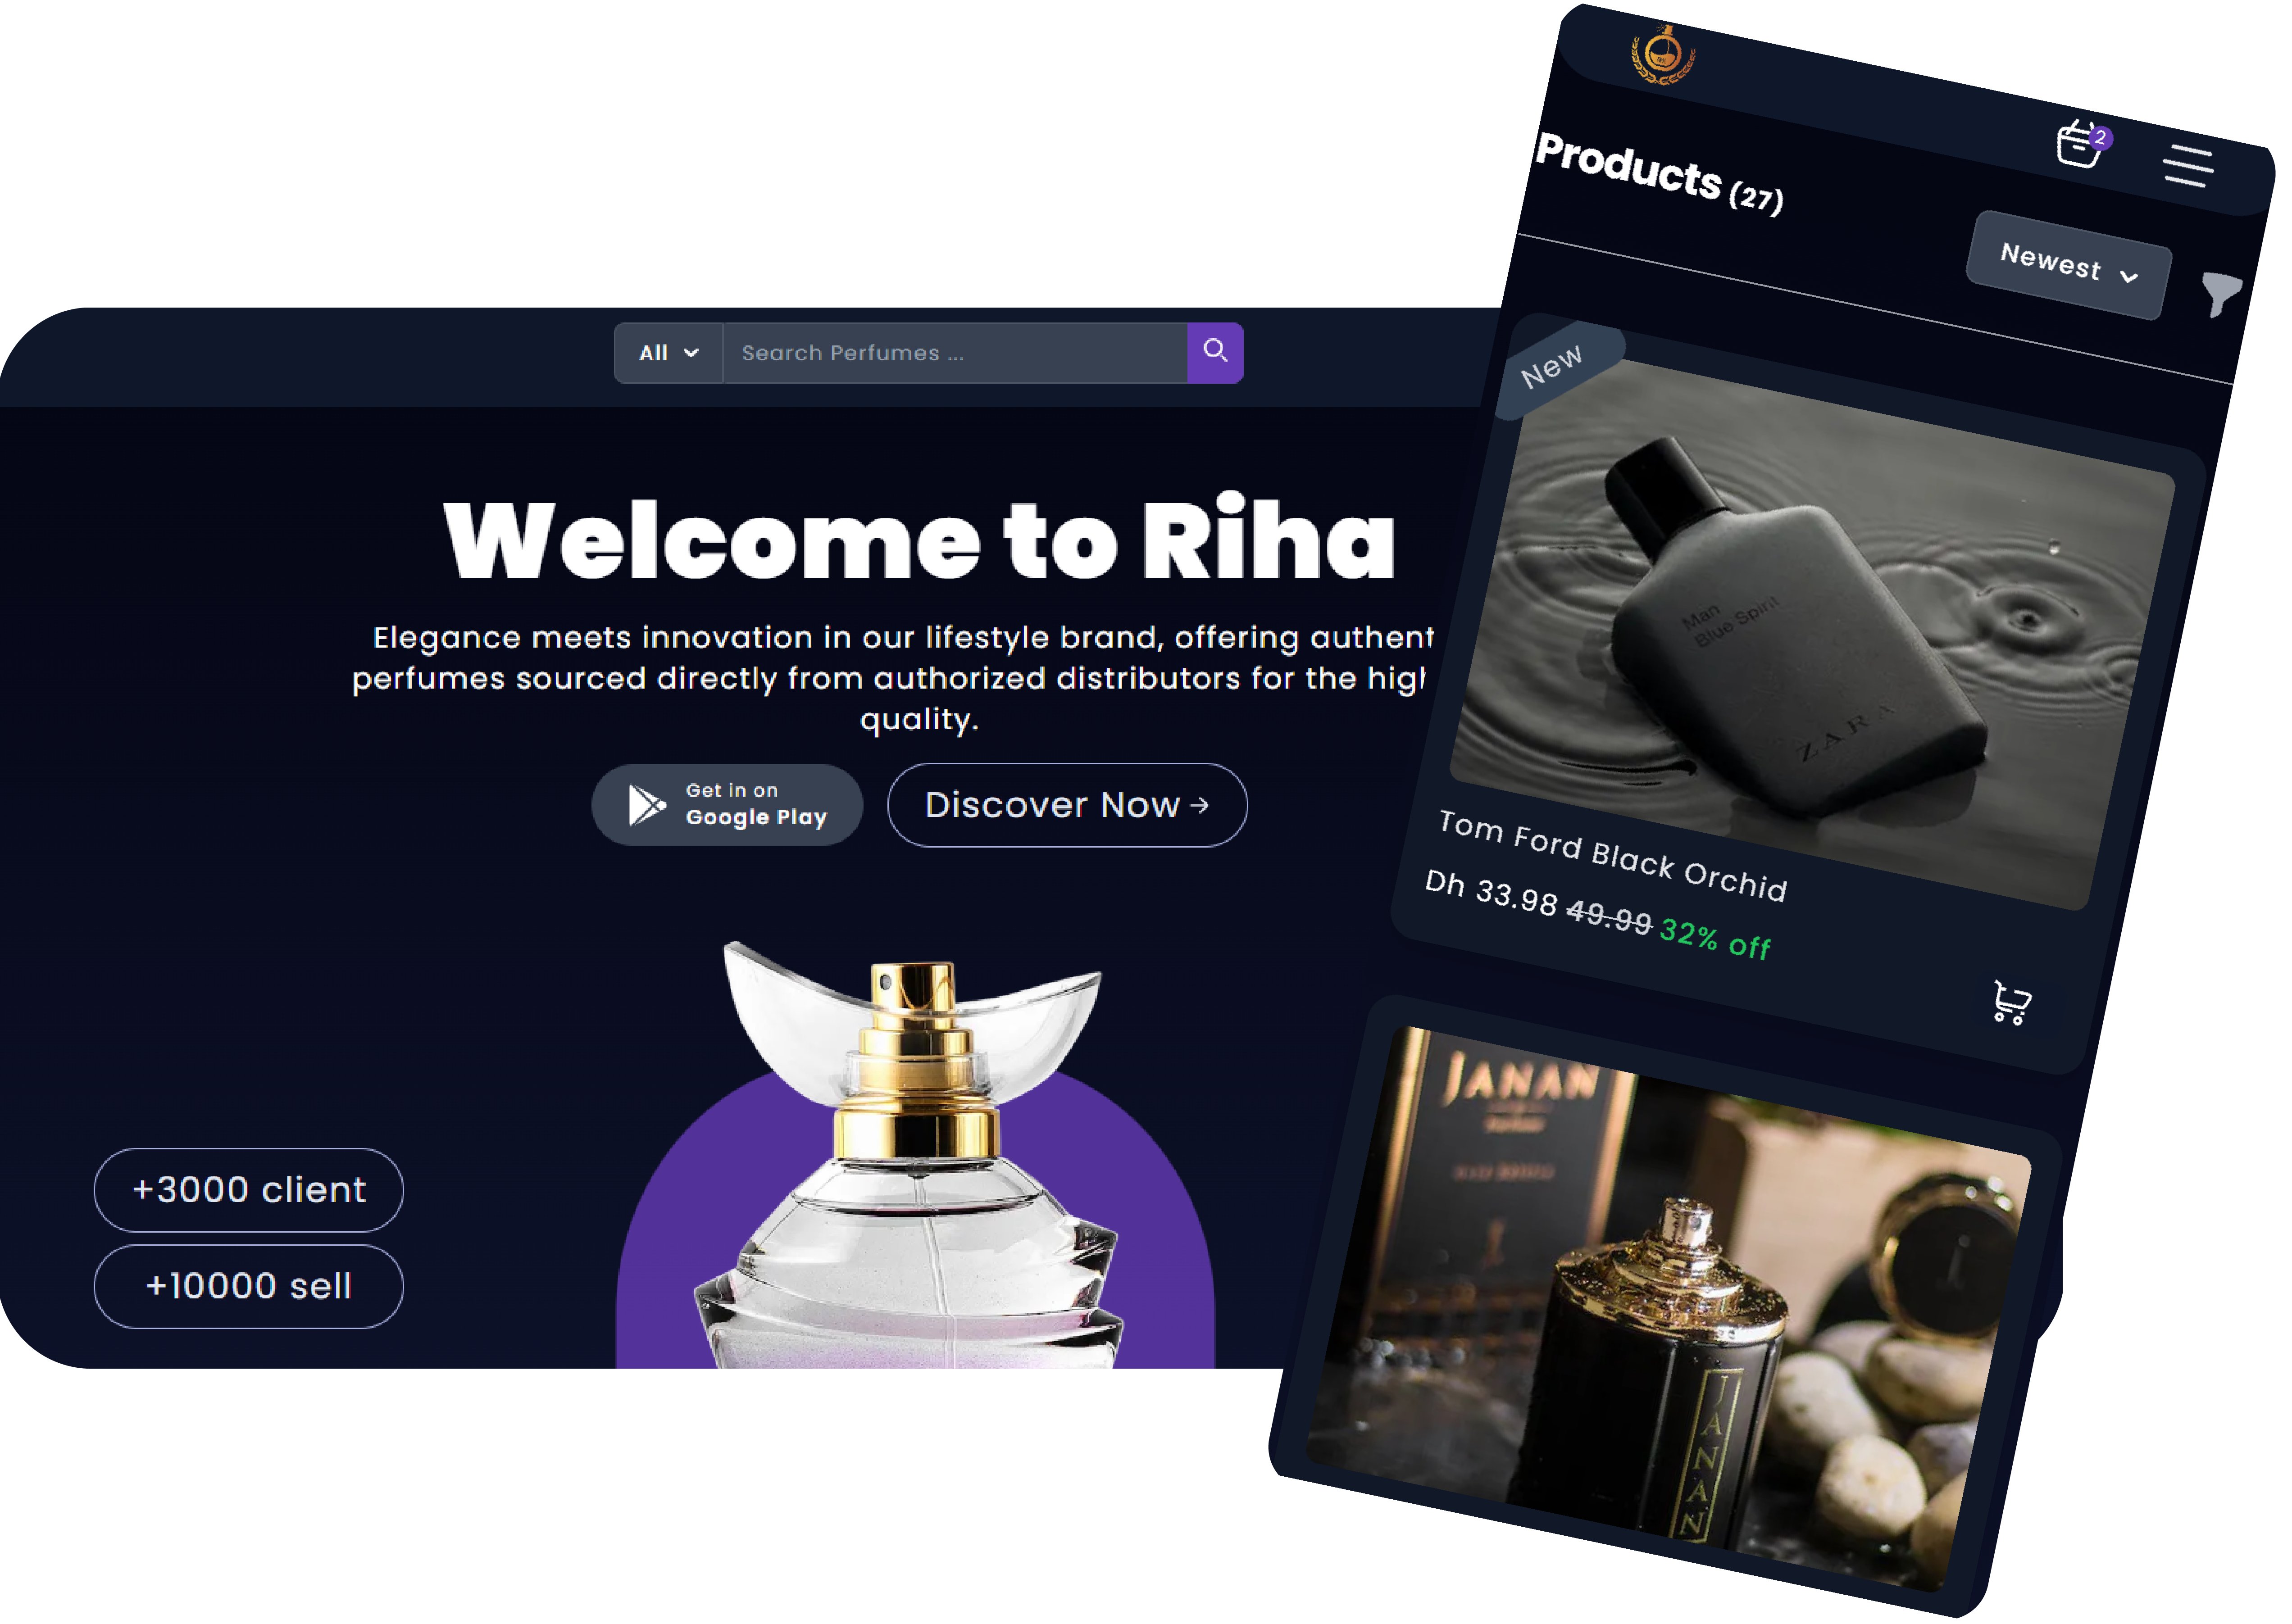 All
Search Perfumes ...
Welcome to Riha
Elegance meets innovation in our lifestyle brand, offering authent
perfumes sourced directly from authorized distributors for the high
quality.
Get in on
Google Play
Discover Now
+3000 client
+10000 sell
2
Products (27)
Newest
New
Man
Blue Spirit
ZARA
Tom Ford Black Orchid
Dh 33.98 49.99 32% off
JANAN
JANAN